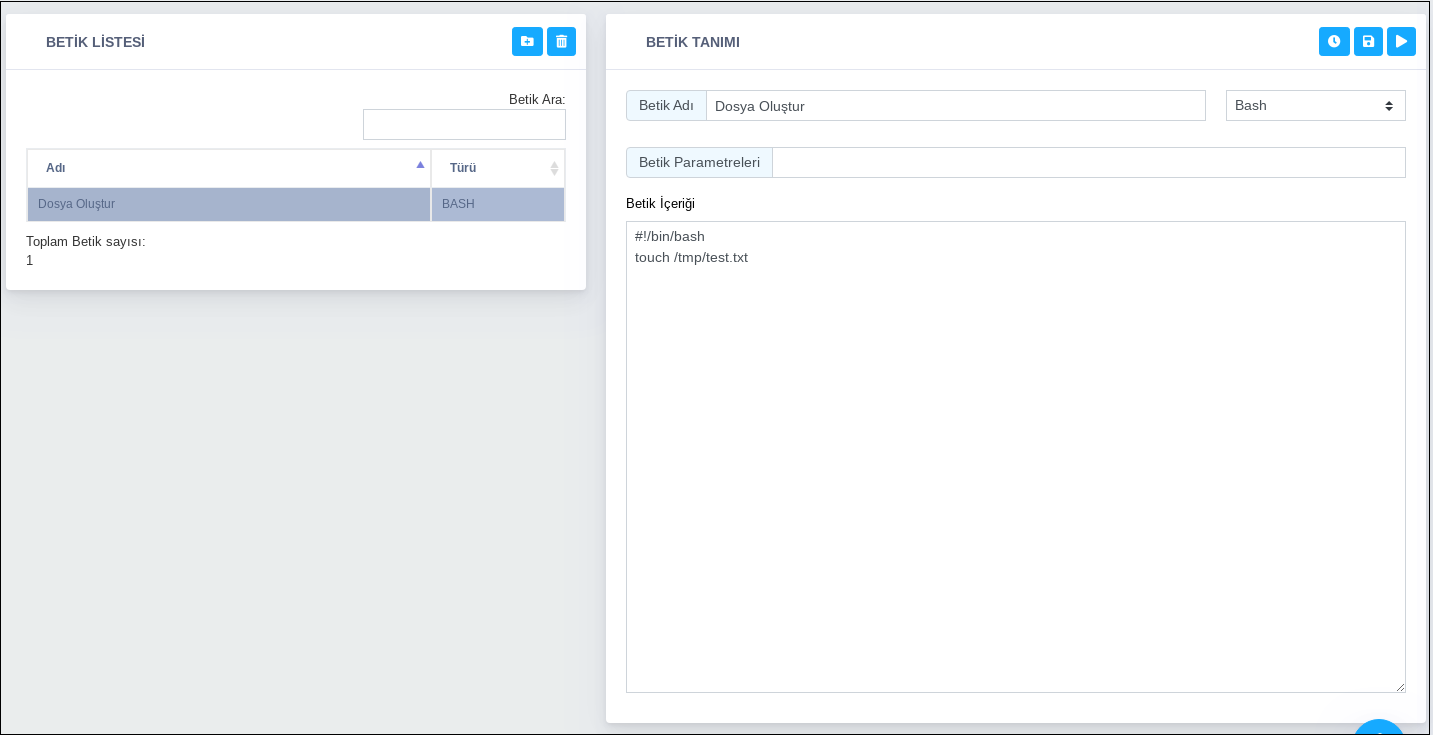 BETİK LİSTESİ
Betik Ara:
Adı
Türü
Dosya Oluştur
BASH
Toplam Betik sayısı:
1
BETİK TANIMI
Betik Adı
Dosya Oluştur
Bash
Betik Parametreleri
Betik İçeriği
#!/bin/bash
touch /tmp/test.txt